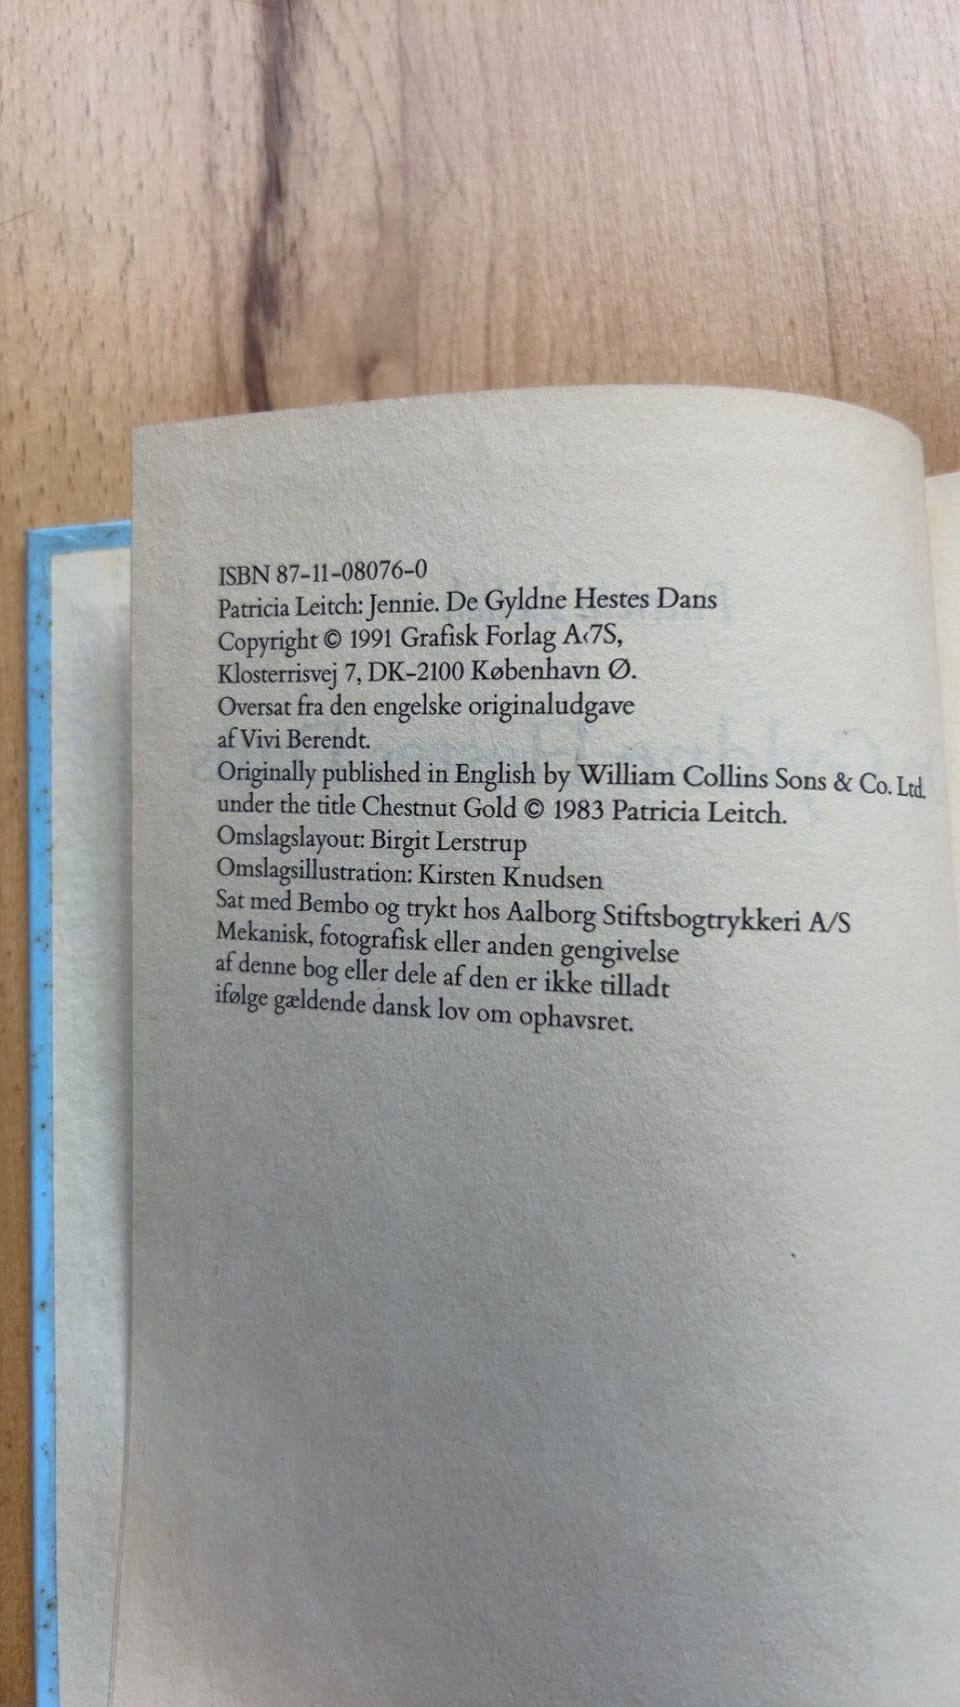 ISBN 87-11-08076-0
Patricia Leitch: Jennie. De Gyldne Hestes Dans
Copyright © 1991 Grafisk Forlag A‹7S,
Klosterrisvej 7, DK-2100 København Ø.
Oversat fra den engelske originaludgave
af Vivi Berendt.
Originally published in English by William Collins Sons & Co. Ltd.
under the title Chestnut Gold © 1983 Patricia Leitch.
Omslagslayout: Birgit Lerstrup
Omslagsillustration: Kirsten Knudsen
Sat med Bembo og trykt hos Aalborg Stiftsbogtrykkeri A/S
Mekanisk, fotografisk eller anden gengivelse
af denne bog eller dele af den er ikke tilladt
ifølge gældende dansk lov om ophavsret.